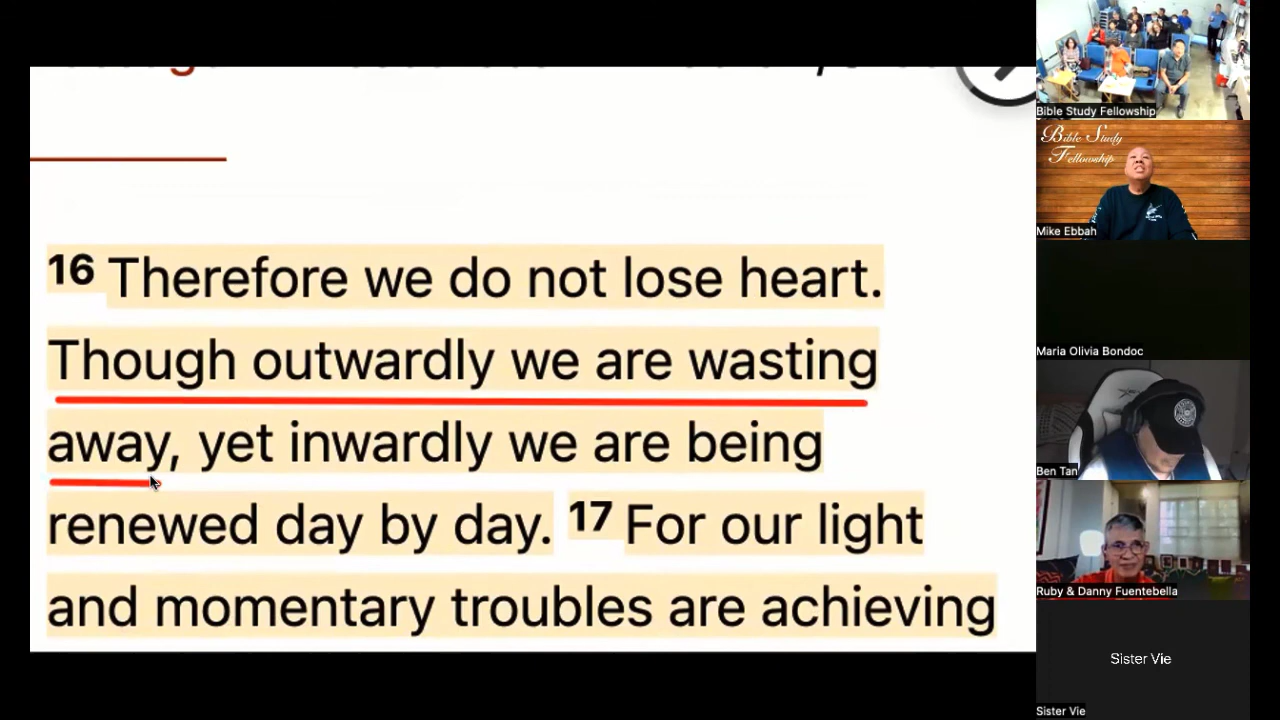 16 Therefore we do not lose heart.
Though outwardly we are wasting
away, yet inwardly we are being
renewed day by day. 17 For our light
and momentary troubles are achieving
Bible Study Fellowship
Bible Study
Fellowship
Mike Ebbah
Maria Olivia Bondoc
Ben Tan
Ruby & Danny Fuentebella
Sister Vie
Sister Vie